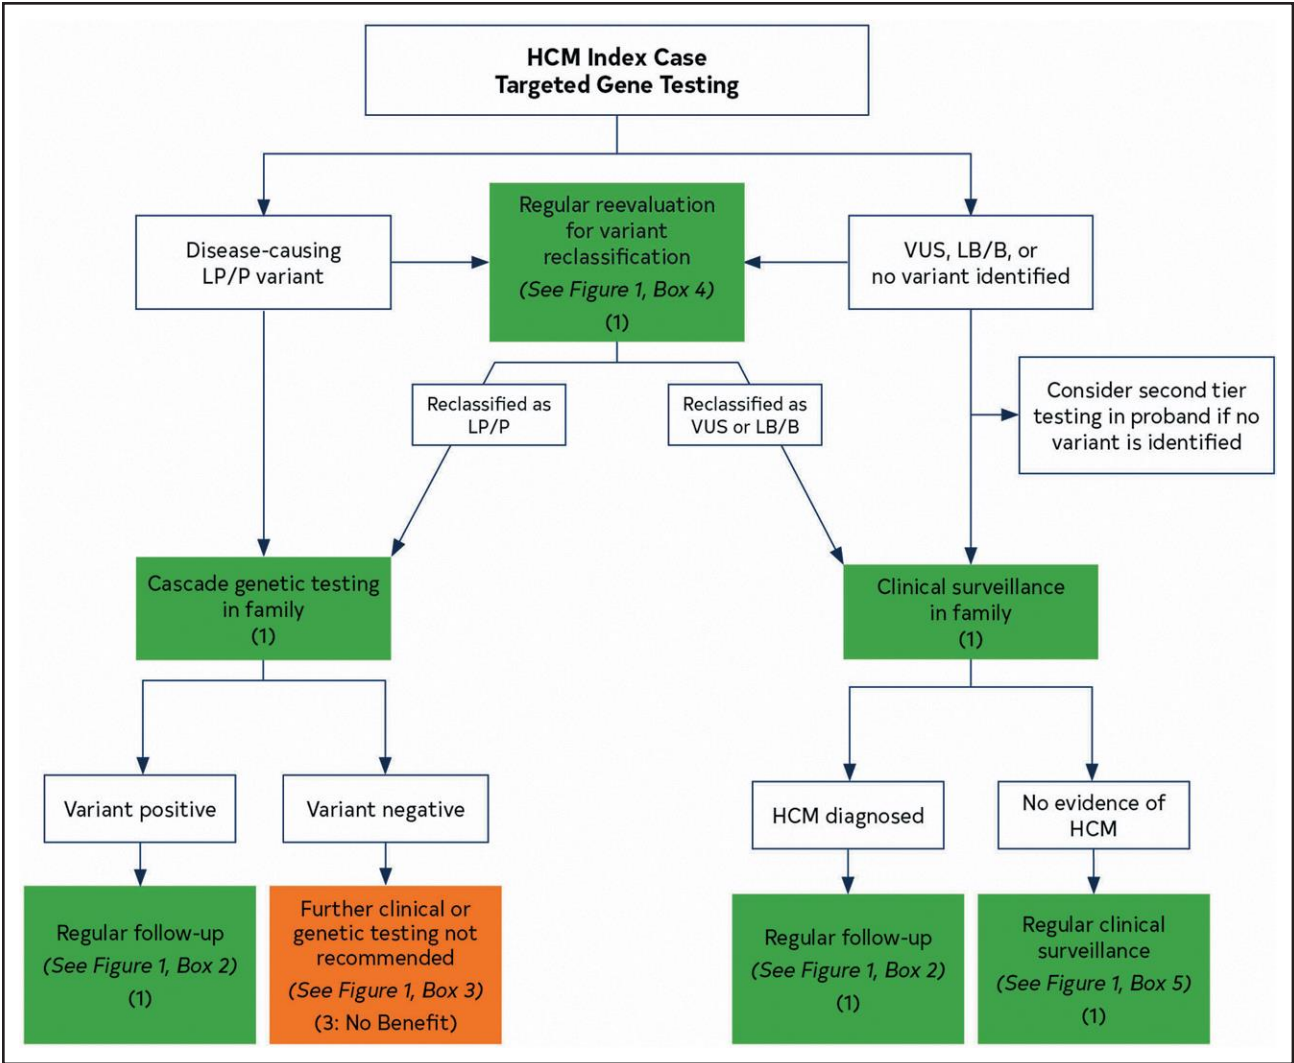 HCM Index Case
Targeted Gene Testing
Disease-causing
LP/P variant
Regular reevaluation
for variant
reclassification
(See Figure 1, Box 4)
(1)
VUS, LB/B, or
no variant identified
Reclassified as
LP/P
Reclassified as
VUS or LB/B
Consider second tier
testing in proband if no
variant is identified
Cascade genetic testing
in family
(1)
Clinical surveillance
in family
(1)
Variant positive
Variant negative
HCM diagnosed
No evidence of
HCM
Regular follow-up
(See Figure 1, Box 2)
(1)
Further clinical or
genetic testing not
recommended
(See Figure 1, Box 3)
(3: No Benefit)
Regular follow-up
(See Figure 1, Box 2)
(1)
Regular clinical
surveillance
(See Figure 1, Box 5)
(1)